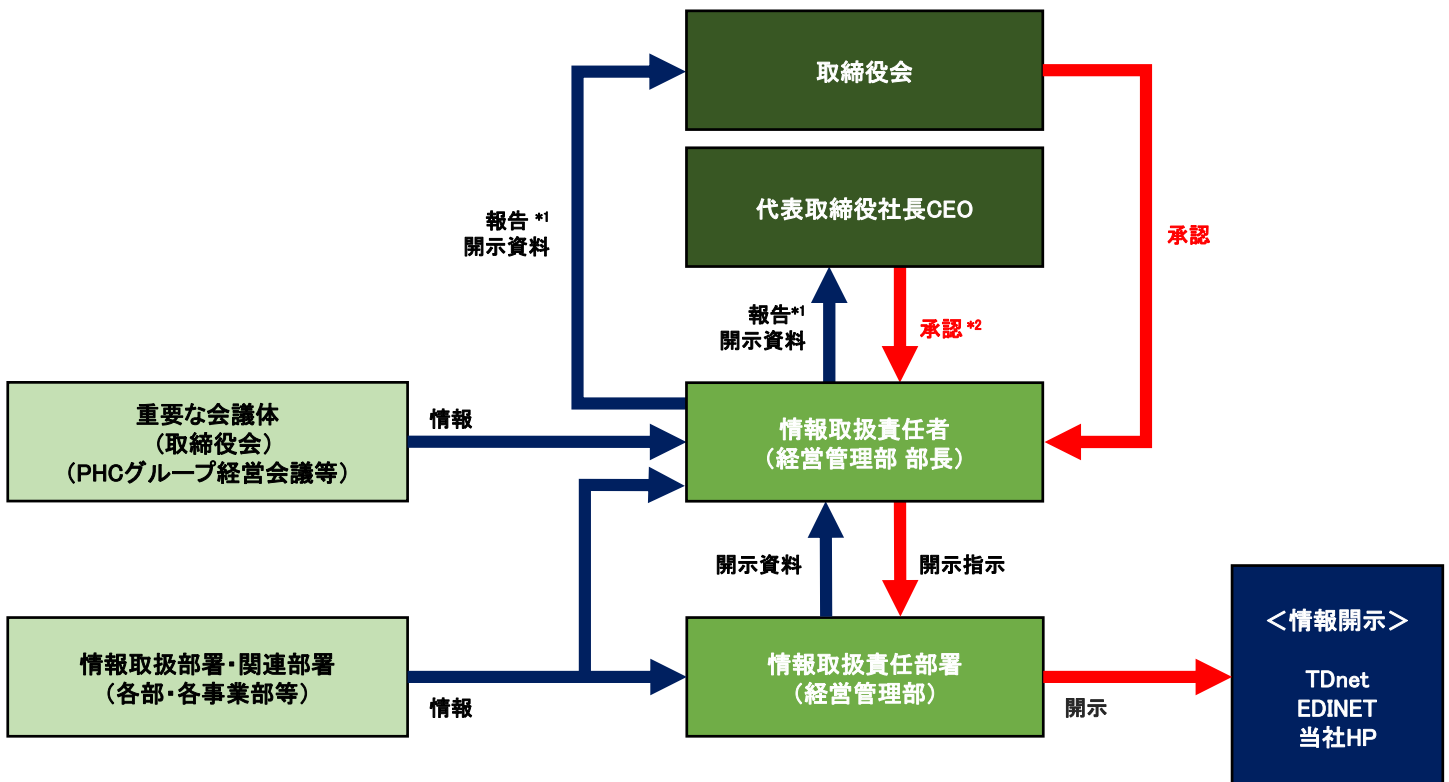 取締役会
代表取締役社長CEO
報告 *1
開示資料
承認
報告*1
開示資料
承認 *2
重要な会議体
（取締役会）
（PHCグループ経営会議等）
情報
情報取扱責任者
（経営管理部 部長）
開示資料
開示指示
情報取扱部署・関連部署
（各部・各事業部等）
情報
情報取扱責任部署
（経営管理部）
開示
＜情報開示＞
TDnet
EDINET
当社HP